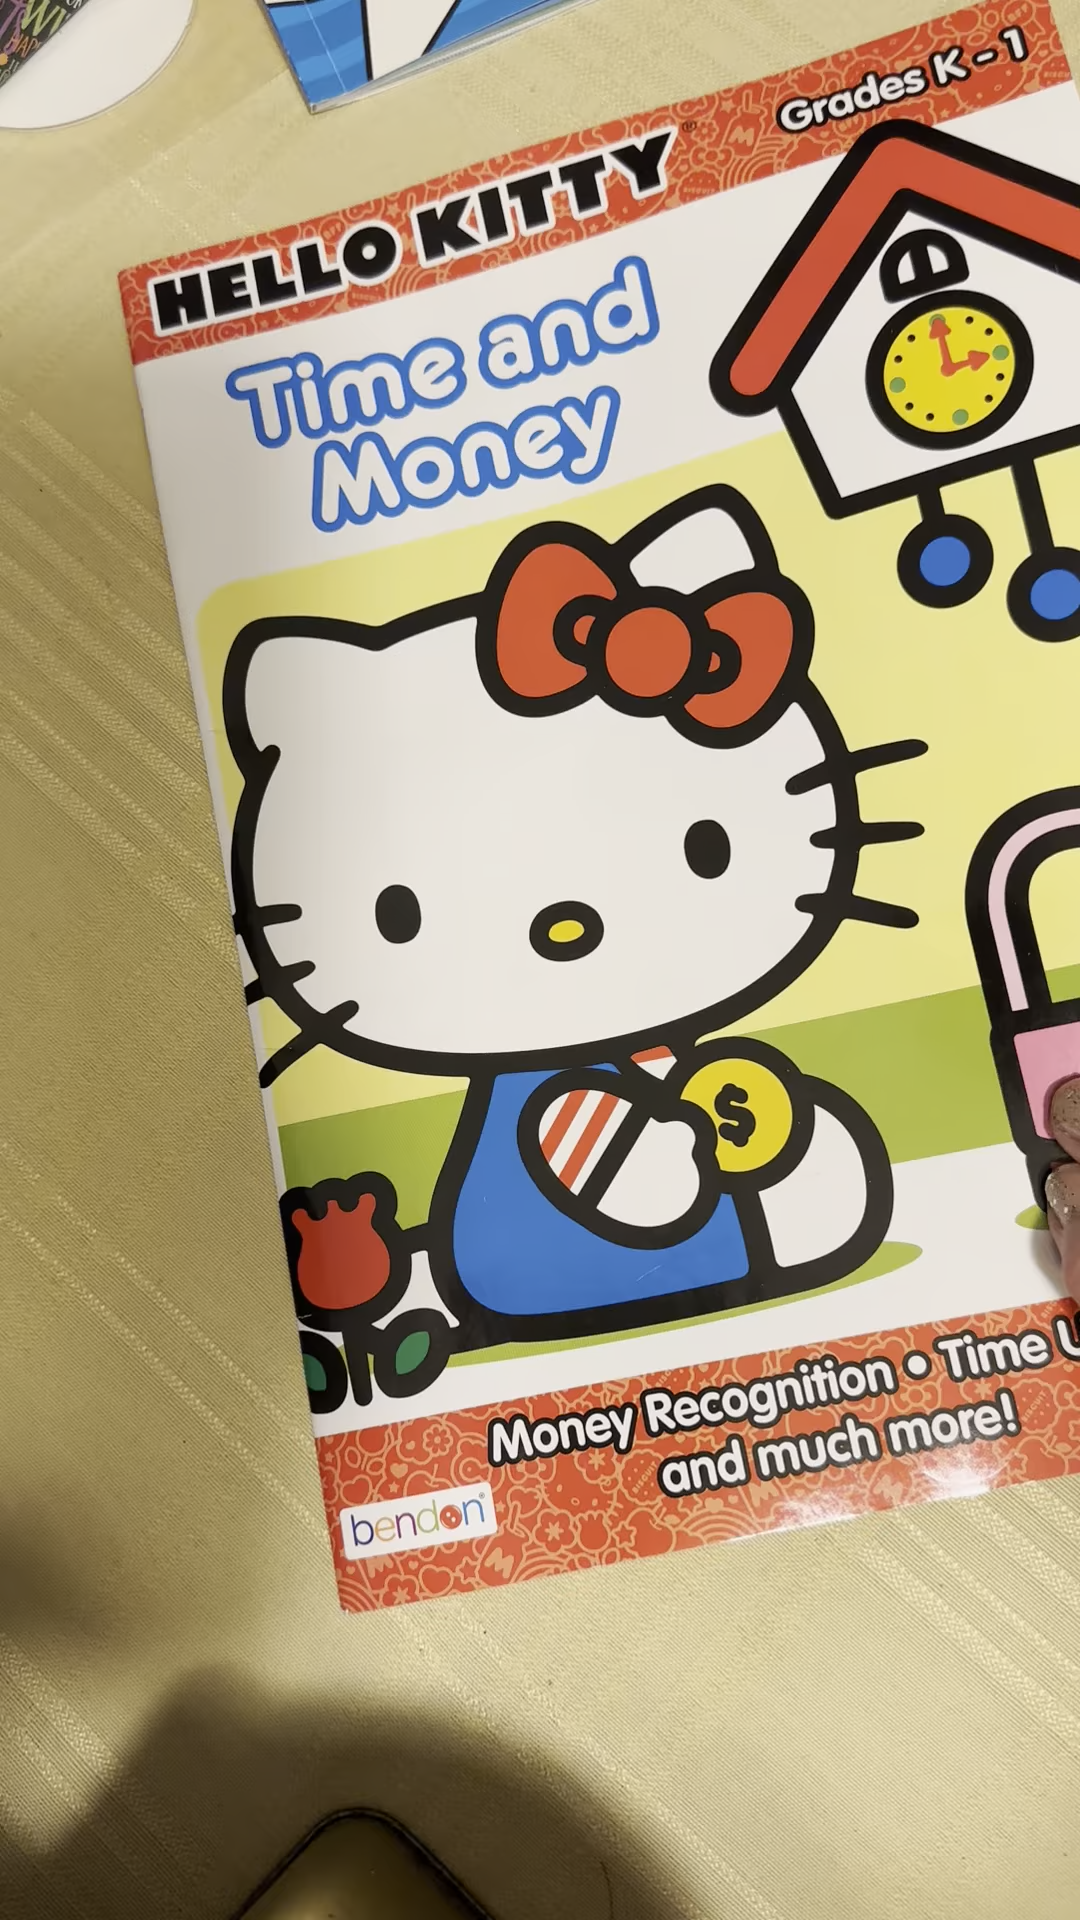 Grades K - 1
HELLO KITTY®
Time and
Money
$
Money Recognition • Time
and much more!
bendon®